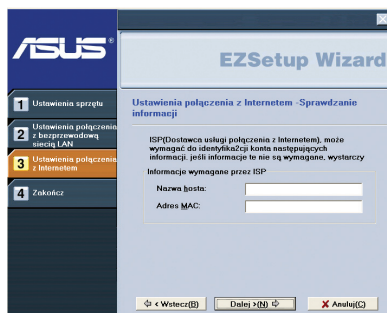 ASUS®
EZSetup Wizard
1 Ustawienia sprzętu
2 Ustawienia połączenia
z bezprzewodową
siecią LAN
3 Ustawienia połączenia
z Internetem
4 Zakończ
Ustawienia połączenia z Internetem -Sprawdzanie
informacji
ISP(Dostawca usługi połączenia z Internetem), może
wymagać do identyfika2cji konta następujących
informacji. jeśli informacje te nie są wymagane, wystarczy
Informacje wymagane przez ISP
Nazwa hosta:
Adres MAC:
< Wstecz(B)
Dalej >(N)
X Anuluj(C)